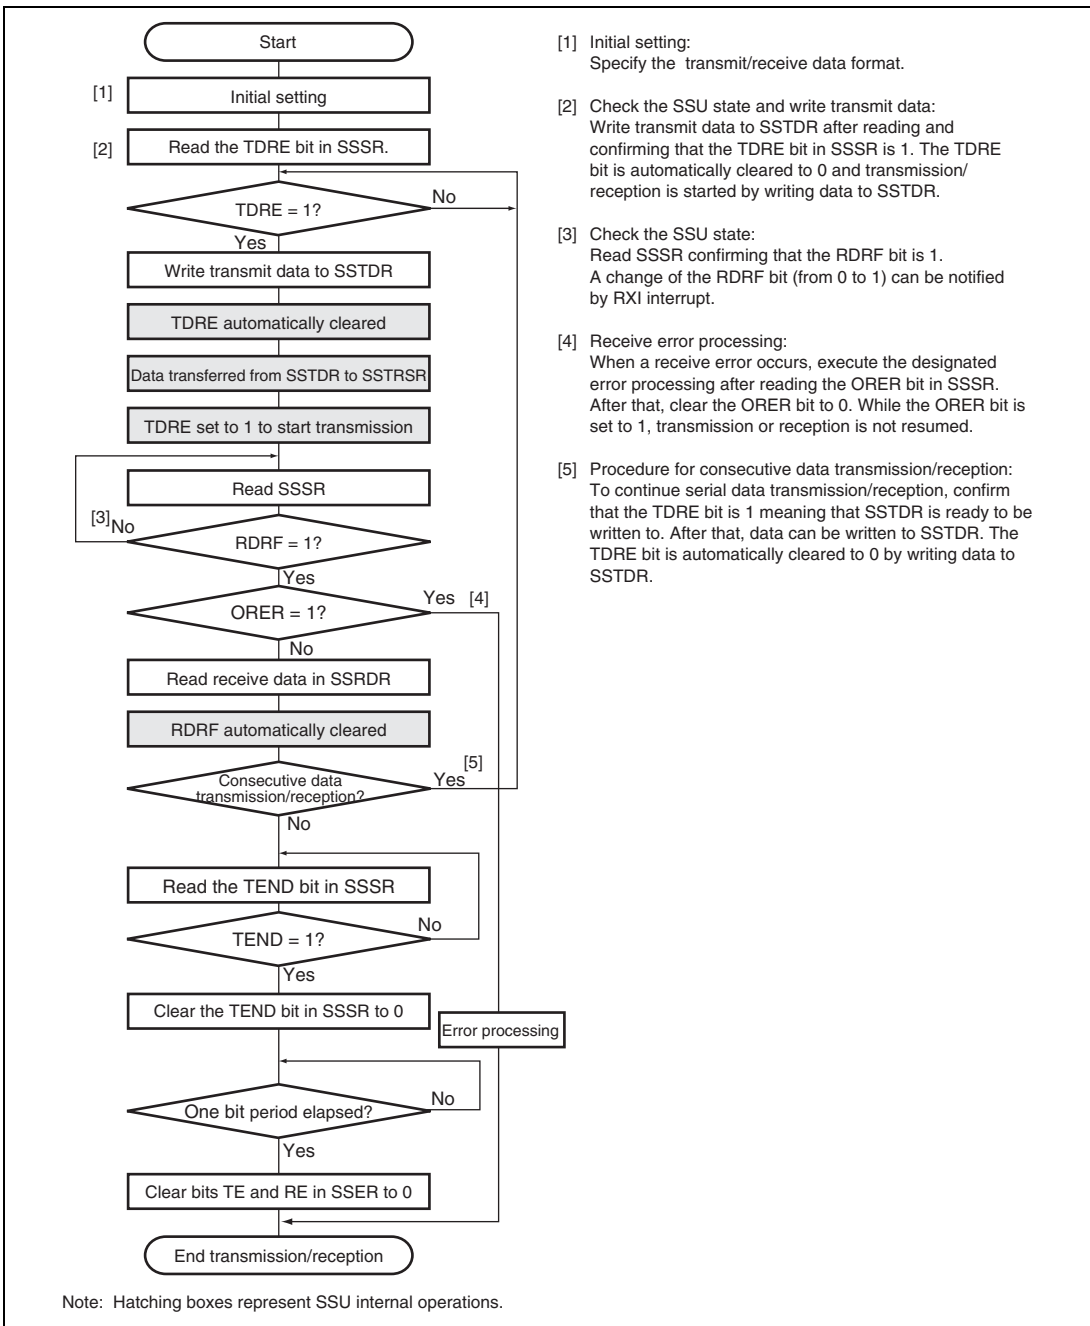 Start
[1] Initial setting
[2] Read the TDRE bit in SSSR.
TDRE = 1?
No
Yes
Write transmit data to SSTDR
TDRE automatically cleared
Data transferred from SSTDR to SSTRSR
TDRE set to 1 to start transmission
Read SSSR
[3] No
RDRF = 1?
Yes
ORER = 1?
Yes [4]
No
Read receive data in SSRDR
RDRF automatically cleared
Consecutive data
transmission/reception?
[5]
Yes
No
Read the TEND bit in SSSR
TEND = 1?
No
Yes
Clear the TEND bit in SSSR to 0
Error processing
One bit period elapsed?
No
Yes
Clear bits TE and RE in SSER to 0
End transmission/reception
[1] Initial setting:
Specify the transmit/receive data format.
[2] Check the SSU state and write transmit data:
Write transmit data to SSTDR after reading and
confirming that the TDRE bit in SSSR is 1. The TDRE
bit is automatically cleared to 0 and transmission/
reception is started by writing data to SSTDR.
[3] Check the SSU state:
Read SSSR confirming that the RDRF bit is 1.
A change of the RDRF bit (from 0 to 1) can be notified
by RXI interrupt.
[4] Receive error processing:
When a receive error occurs, execute the designated
error processing after reading the ORER bit in SSSR.
After that, clear the ORER bit to 0. While the ORER bit is
set to 1, transmission or reception is not resumed.
[5] Procedure for consecutive data transmission/reception:
To continue serial data transmission/reception, confirm
that the TDRE bit is 1 meaning that SSTDR is ready to be
written to. After that, data can be written to SSTDR. The
TDRE bit is automatically cleared to 0 by writing data to
SSTDR.
Note: Hatching boxes represent SSU internal operations.